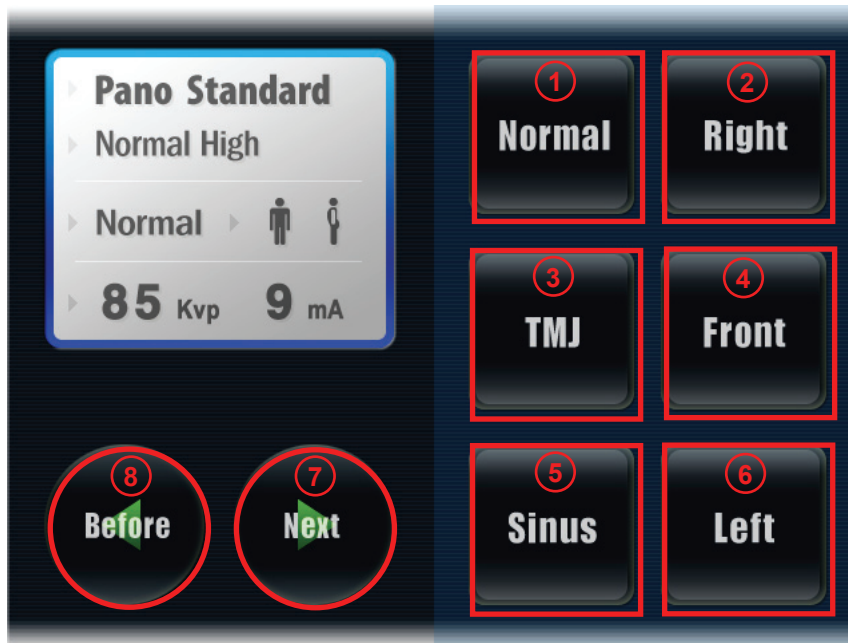 Pano Standard
Normal High
Normal
85 Kvp 9 mA
① Normal
② Right
③ TMJ
④ Front
⑤ Sinus
⑥ Left
⑧ Before
⑦ Next